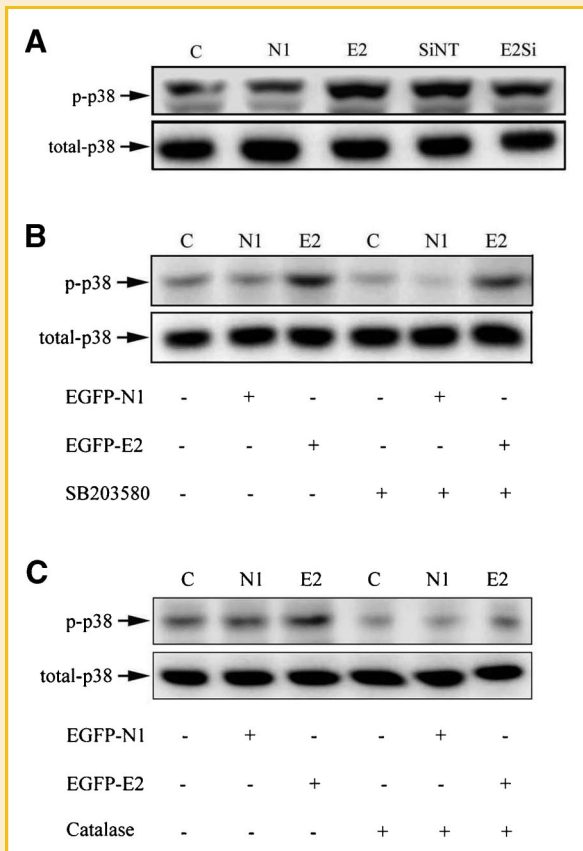 A
C N1 E2 SiNT E2Si
p-p38
total-p38
B
C N1 E2 C N1 E2
p-p38
total-p38
EGFP-N1 - + - - + -
EGFP-E2 - - + - - +
SB203580 - - - + + +
C
C N1 E2 C N1 E2
p-p38
total-p38
EGFP-N1 - + - - + -
EGFP-E2 - - + - - +
Catalase - - - + + +